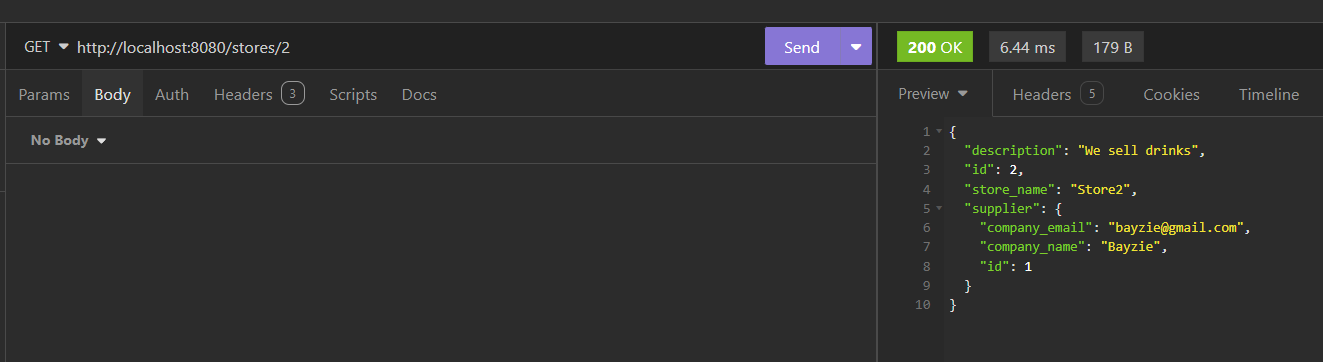 GET http://localhost:8080/stores/2 Send
Params Body Auth Headers 3 Scripts Docs
No Body
200 OK 6.44 ms 179 B
Preview Headers 5 Cookies Timeline
1 {
2 "description": "We sell drinks",
3 "id": 2,
4 "store_name": "Store2",
5 "supplier": {
6 "company_email": "bayzie@gmail.com",
7 "company_name": "Bayzie",
8 "id": 1
9 }
10 }